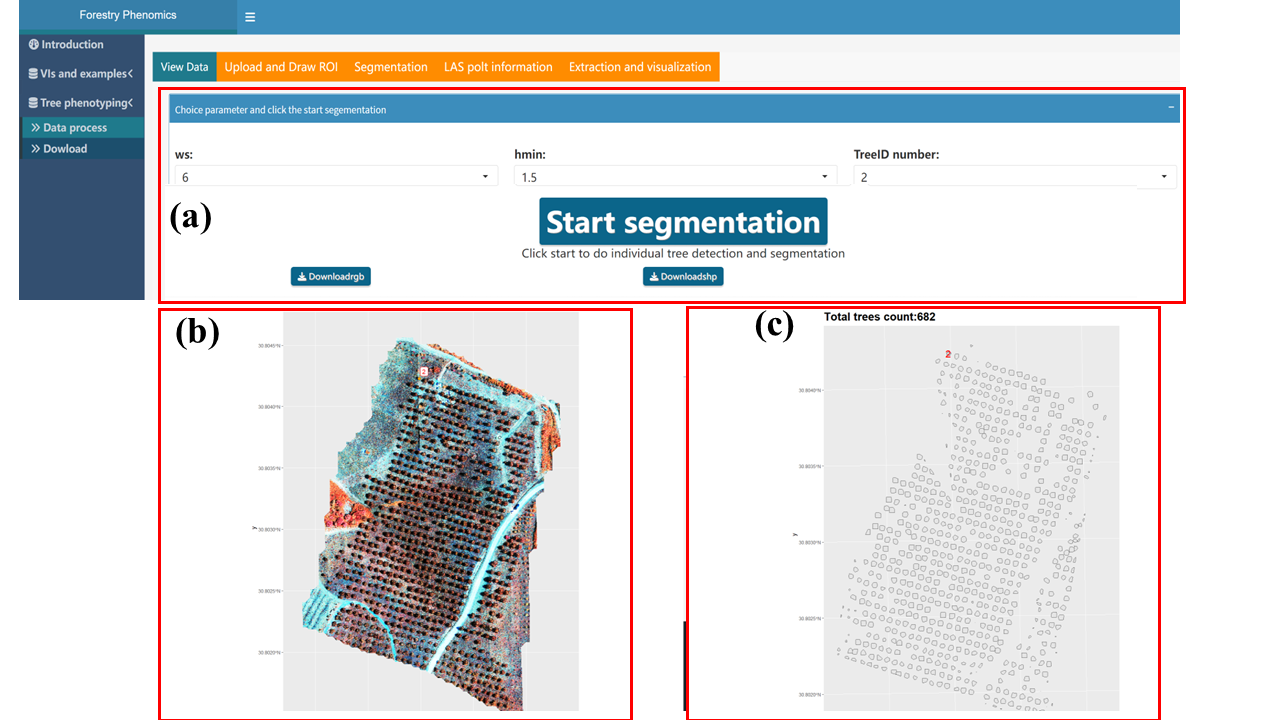 Forestry Phenomics
Introduction
VIs and examples
Tree phenotyping
Data process
Dowload
View Data Upload and Draw ROI Segmentation LAS polt information Extraction and visualization
Choice parameter and click the start segementation
ws: hmin: TreeID number:
6 1.5 2
(a)
Start segmentation
Click start to do individual tree detection and segmentation
Downloadrgb Downloadshp
(b)
30.8045°N
30.8040°N
30.8035°N
30.8030°N
30.8025°N
30.8020°N
y
2
(c)
Total trees count:682
30.8040°N
30.8035°N
30.8030°N
30.8025°N
30.8020°N
y
2